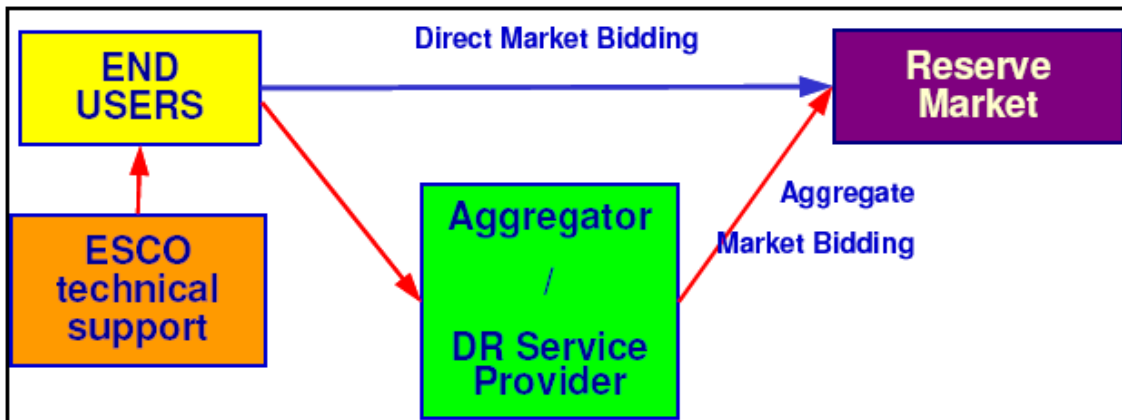 Direct Market Bidding
END
USERS
Reserve
Market
Aggregate
Market Bidding
Aggregator
/
DR Service
Provider
ESCO
technical
support